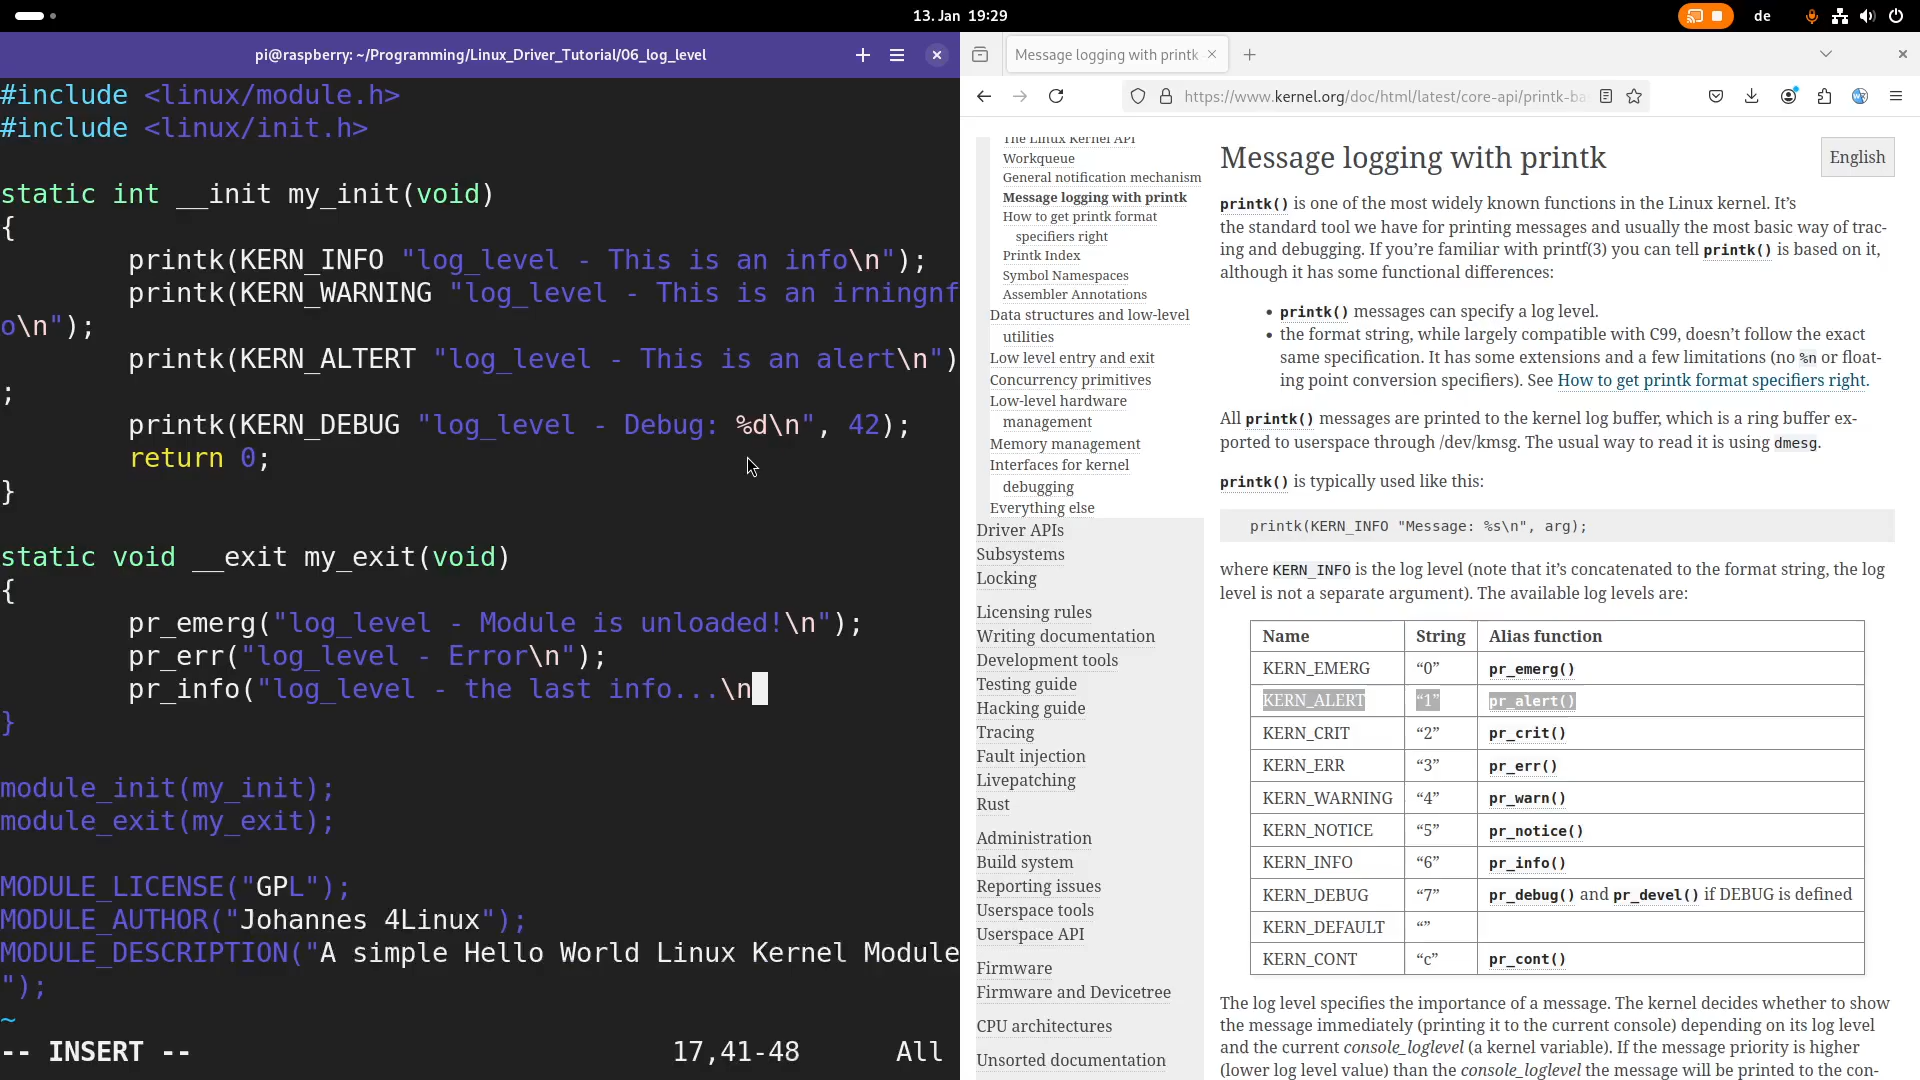 13. Jan 19:29
de
pi@raspberry: ~/Programming/Linux_Driver_Tutorial/06_log_level
#include <linux/module.h>
#include <linux/init.h>
static int __init my_init(void)
{
printk(KERN_INFO "log_level - This is an info\n");
printk(KERN_WARNING "log_level - This is an irningnf
o\n");
printk(KERN_ALTERT "log_level - This is an alert\n")
;
printk(KERN_DEBUG "log_level - Debug: %d\n", 42);
return 0;
}
static void __exit my_exit(void)
{
pr_emerg("log_level - Module is unloaded!\n");
pr_err("log_level - Error\n");
pr_info("log_level - the last info...\n
}
module_init(my_init);
module_exit(my_exit);
MODULE_LICENSE("GPL");
MODULE_AUTHOR("Johannes 4Linux");
MODULE_DESCRIPTION("A simple Hello World Linux Kernel Module
");
~
-- INSERT -- 17,41-48 All
Message logging with printk
https://www.kernel.org/doc/html/latest/core-api/printk-ba
The Linux Kernel API
Workqueue
General notification mechanism
Message logging with printk
How to get printk format
specifiers right
Printk Index
Symbol Namespaces
Assembler Annotations
Data structures and low-level
utilities
Low level entry and exit
Concurrency primitives
Low-level hardware
management
Memory management
Interfaces for kernel
debugging
Everything else
Driver APIs
Subsystems
Locking
Licensing rules
Writing documentation
Development tools
Testing guide
Hacking guide
Tracing
Fault injection
Livepatching
Rust
Administration
Build system
Reporting issues
Userspace tools
Userspace API
Firmware
Firmware and Devicetree
CPU architectures
Unsorted documentation
Message logging with printk
English
printk() is one of the most widely known functions in the Linux kernel. It’s
the standard tool we have for printing messages and usually the most basic way of trac-
ing and debugging. If you’re familiar with printf(3) you can tell printk() is based on it,
although it has some functional differences:
• printk() messages can specify a log level.
• the format string, while largely compatible with C99, doesn’t follow the exact
same specification. It has some extensions and a few limitations (no %n or float-
ing point conversion specifiers). See How to get printk format specifiers right.
All printk() messages are printed to the kernel log buffer, which is a ring buffer ex-
ported to userspace through /dev/kmsg. The usual way to read it is using dmesg.
printk() is typically used like this:
printk(KERN_INFO "Message: %s\n", arg);
where KERN_INFO is the log level (note that it’s concatenated to the format string, the log
level is not a separate argument). The available log levels are:
Name String Alias function
KERN_EMERG “0” pr_emerg()
KERN_ALERT “1” pr_alert()
KERN_CRIT “2” pr_crit()
KERN_ERR “3” pr_err()
KERN_WARNING “4” pr_warn()
KERN_NOTICE “5” pr_notice()
KERN_INFO “6” pr_info()
KERN_DEBUG “7” pr_debug() and pr_devel() if DEBUG is defined
KERN_DEFAULT “”
KERN_CONT “c” pr_cont()
The log level specifies the importance of a message. The kernel decides whether to show
the message immediately (printing it to the current console) depending on its log level
and the current console_loglevel (a kernel variable). If the message priority is higher
(lower log level value) than the console_loglevel the message will be printed to the con-